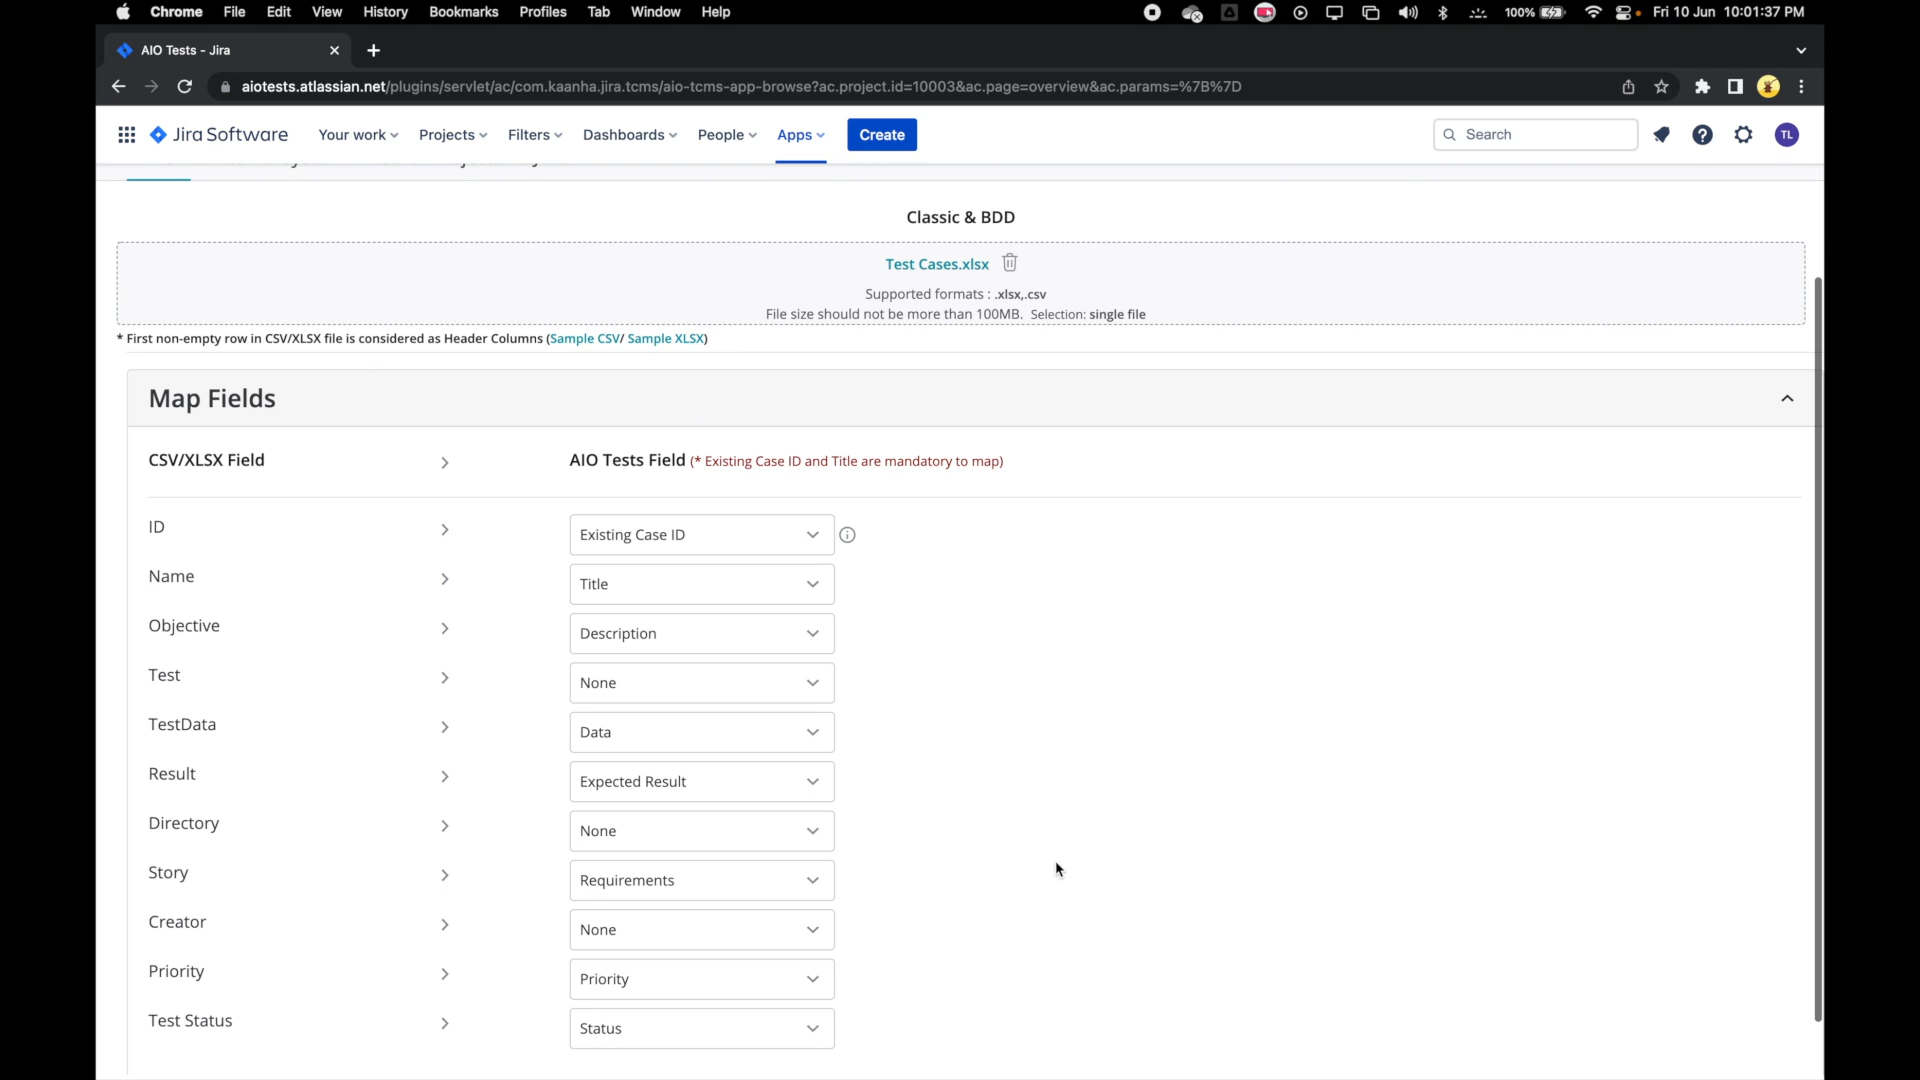 Chrome File Edit View History Bookmarks Profiles Tab Window Help 100% Fri 10 Jun 10:01:37 PM
AIO Tests - Jira
aiotests.atlassian.net/plugins/servlet/ac/com.kaanha.jira.tcms/aio-tcms-app-browse?ac.project.id=10003&ac.page=overview&ac.params=%7B%7D
Jira Software Your work Projects Filters Dashboards People Apps Create Search TL
Classic & BDD
Test Cases.xlsx
Supported formats : .xlsx,.csv
File size should not be more than 100MB. Selection: single file
* First non-empty row in CSV/XLSX file is considered as Header Columns (Sample CSV/ Sample XLSX)
Map Fields
CSV/XLSX Field AIO Tests Field (* Existing Case ID and Title are mandatory to map)
ID Existing Case ID
Name Title
Objective Description
Test None
TestData Data
Result Expected Result
Directory None
Story Requirements
Creator None
Priority Priority
Test Status Status